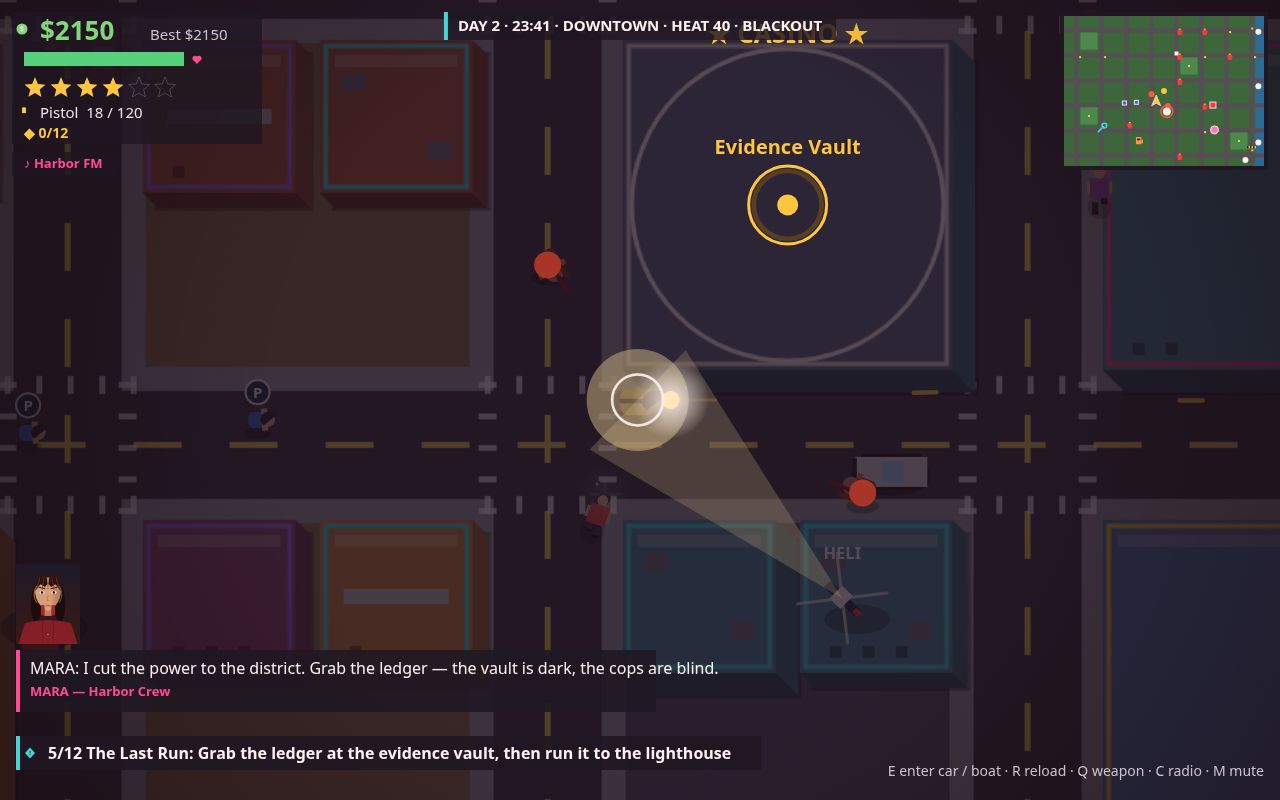 $2150
Best $2150
DAY 2 · 23:41 · DOWNTOWN · HEAT 40 · BLACKOUT
CASINO
Pistol 18 / 120
0/12
♪ Harbor FM
Evidence Vault
P
P
HELI
MARA: I cut the power to the district. Grab the ledger — the vault is dark, the cops are blind.
MARA — Harbor Crew
5/12 The Last Run: Grab the ledger at the evidence vault, then run it to the lighthouse
E enter car / boat · R reload · Q weapon · C radio · M mute